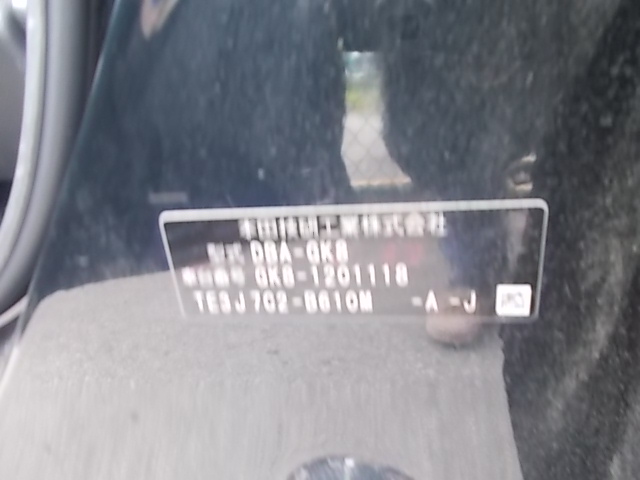 本田技研工業株式会社
型式 DBA-GK8
車台番号 GK8-1201118
TESJ702-B610M -A -J